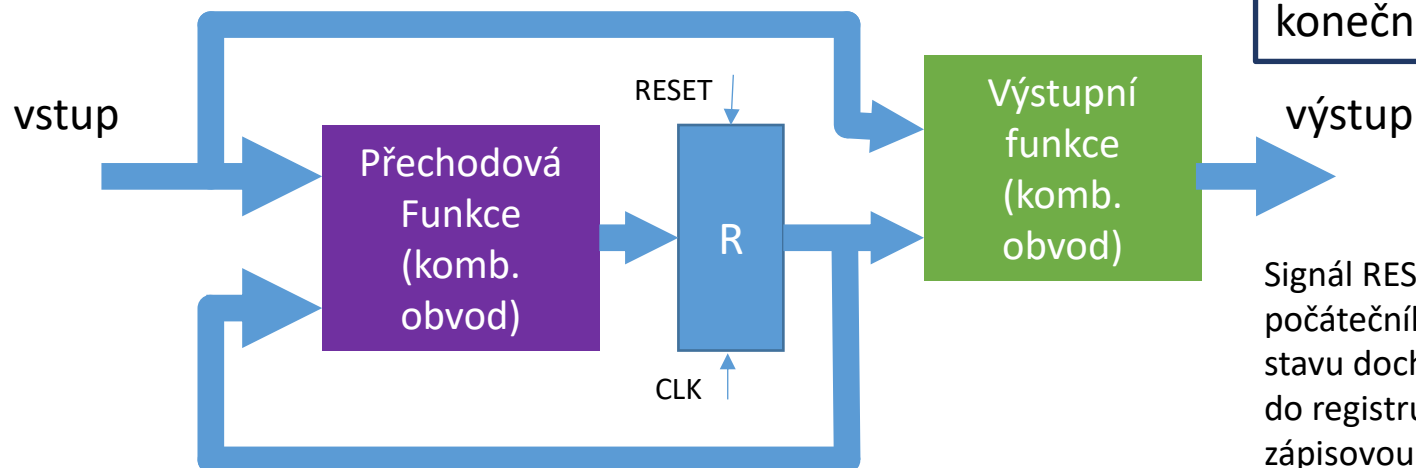 konečn
vstup
RESET
Přechodová
Funkce
(komb.
obvod)
R
CLK
Výstupní
funkce
(komb.
obvod)
výstup
Signál RES
počáteční
stavu doch
do registru
zápisovou